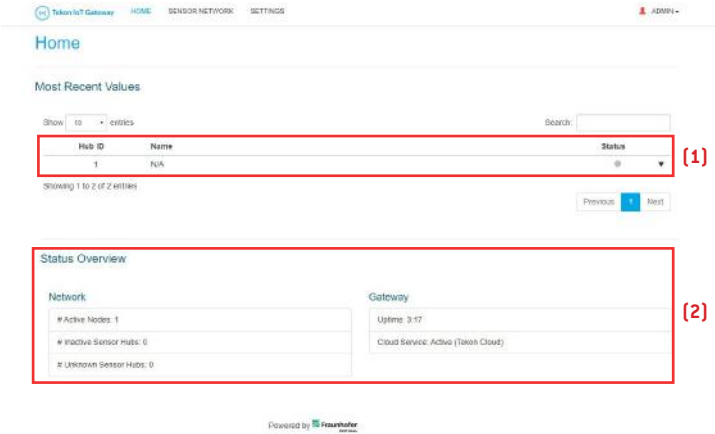 Tekon IoT Gateway HOME SENSOR NETWORK SETTINGS ADMIN
Home
Most Recent Values
Show 10 entries Search:
Hub ID Name Status
1 N/A
Showing 1 to 2 of 2 entries
Previous 1 Next
(1)
Status Overview
Network Gateway
# Active Nodes: 1 Uptime: 3:17
# Inactive Sensor Hubs: 0 Cloud Service: Active (Tekon Cloud)
# Unknown Sensor Hubs: 0
(2)
Powered by Fraunhofer